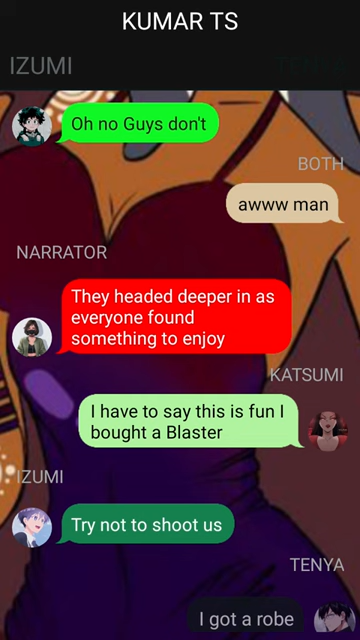 KUMAR TS
IZUMI
TENYA
Oh no Guys don't
BOTH
awww man
NARRATOR
They headed deeper in as
everyone found
something to enjoy
KATSUMI
I have to say this is fun I
bought a Blaster
IZUMI
Try not to shoot us
TENYA
I got a robe